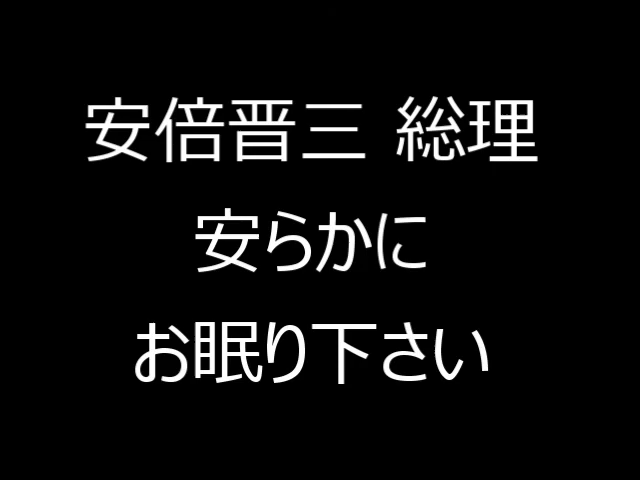 安倍晋三 総理
安らかに
お眠り下さい